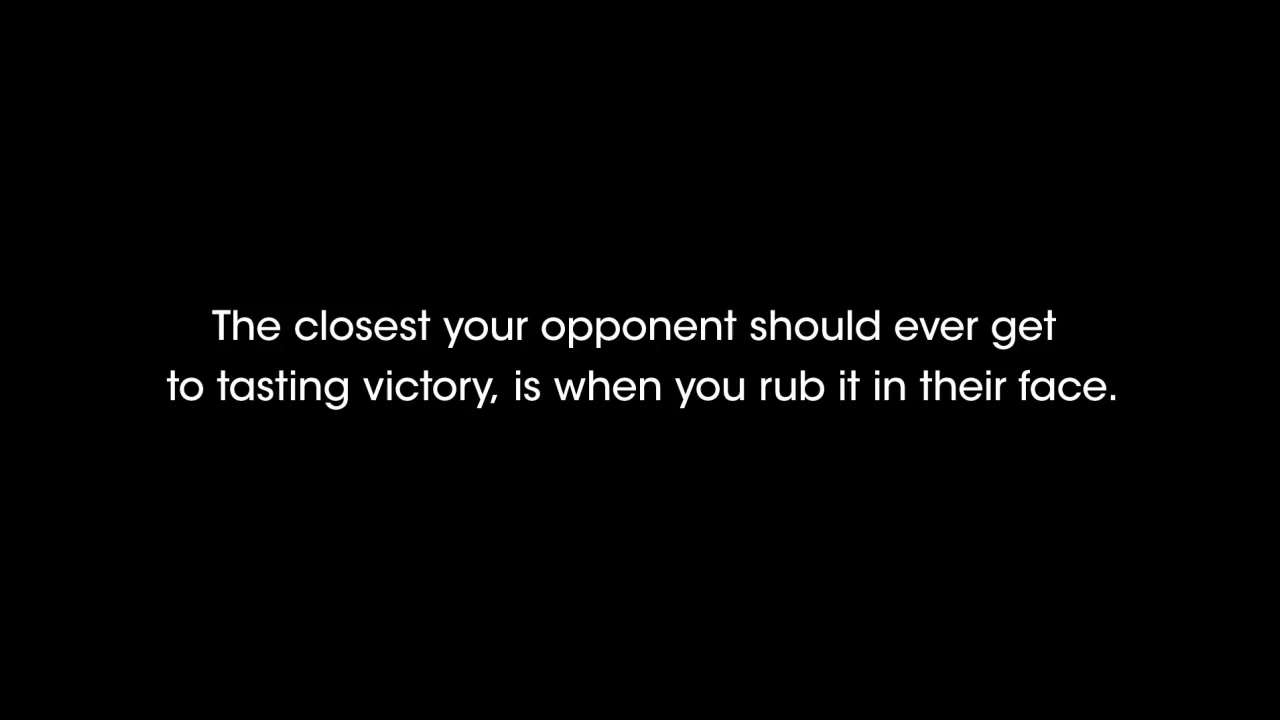 The closest your opponent should ever get
to tasting victory, is when you rub it in their face.